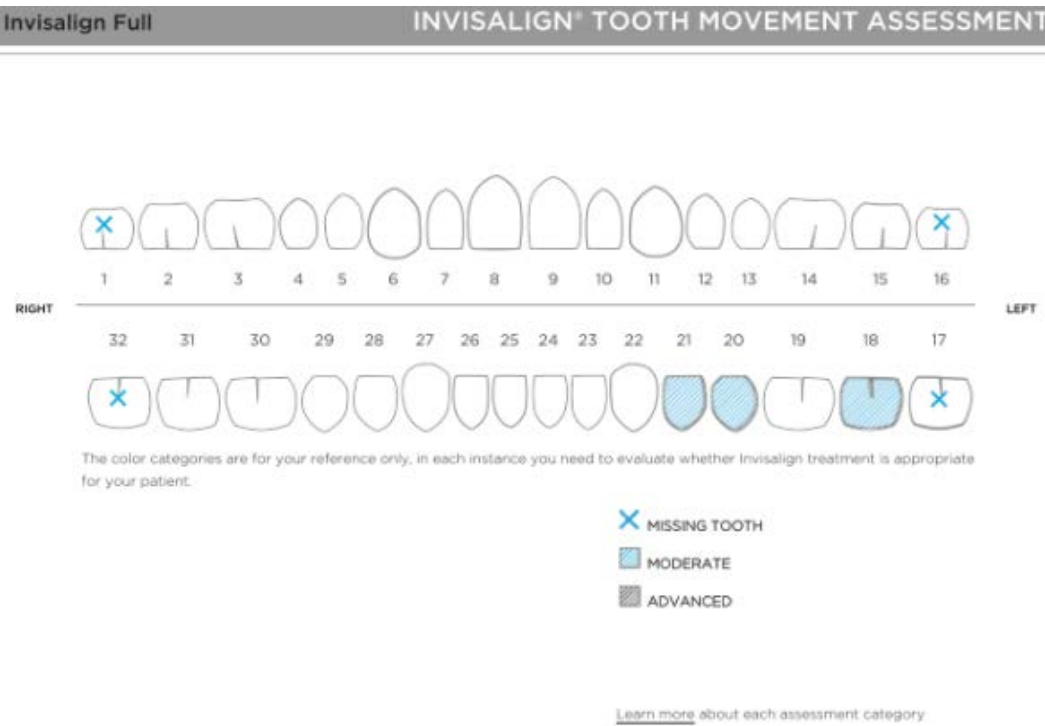 Invisalign Full
INVISALIGN® TOOTH MOVEMENT ASSESSMENT
1 2 3 4 5 6 7 8 9 10 11 12 13 14 15 16
RIGHT
LEFT
32 31 30 29 28 27 26 25 24 23 22 21 20 19 18 17
The color categories are for your reference only, in each instance you need to evaluate whether Invisalign treatment is appropriate
for your patient.
MISSING TOOTH
MODERATE
ADVANCED
Learn more about each assessment category